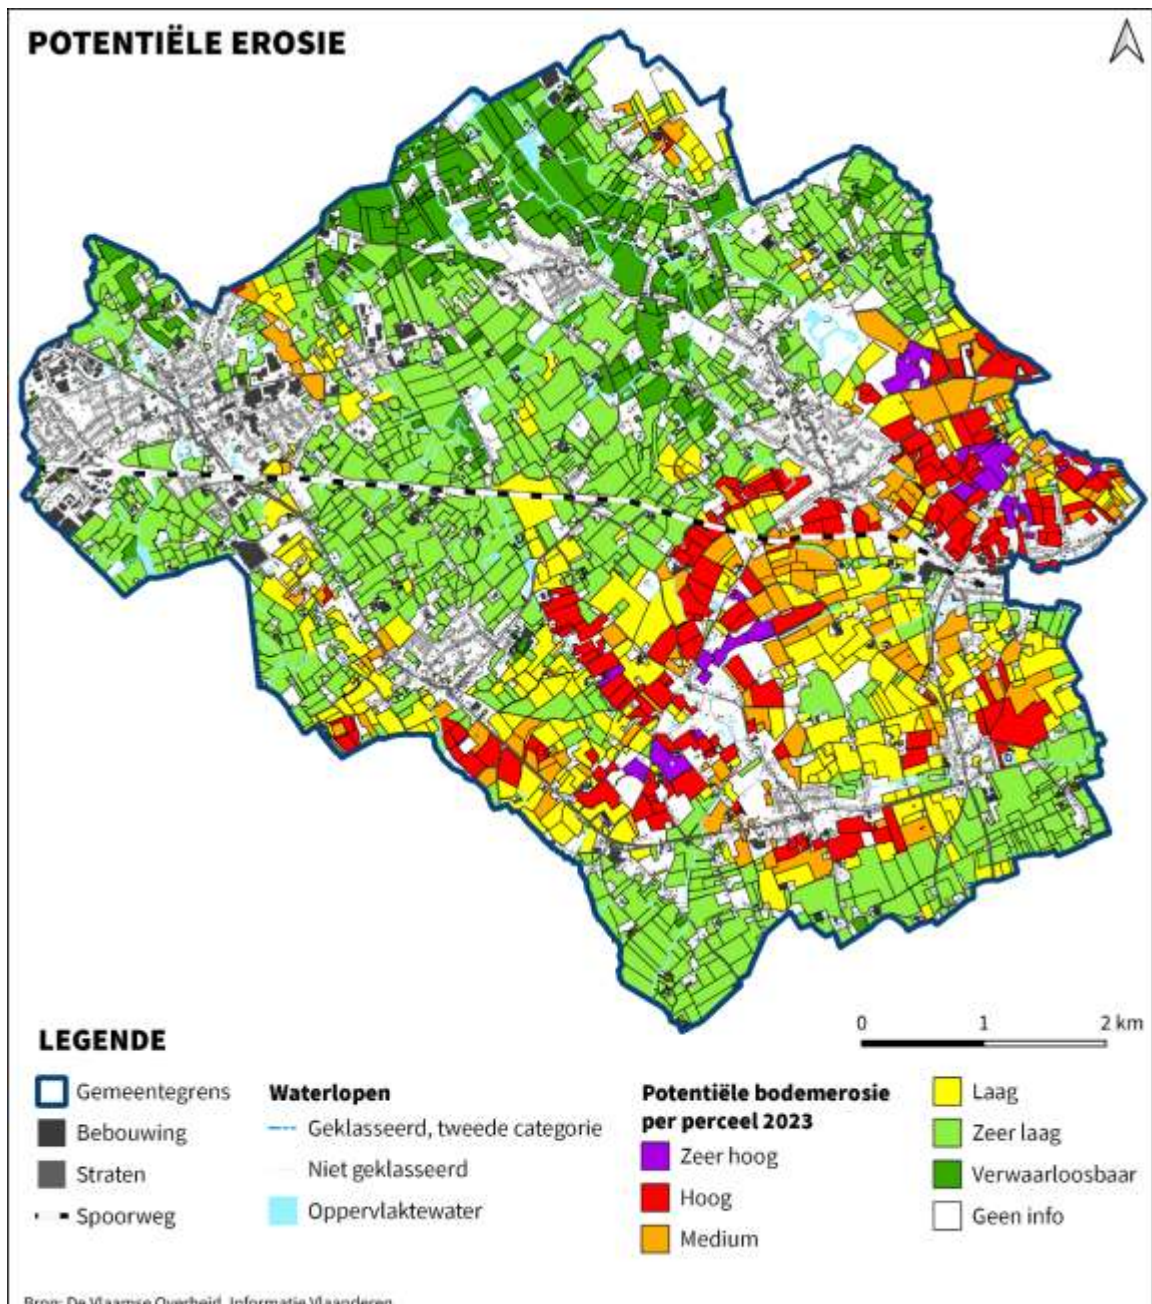 POTENTIËLE EROSIE
0 1 2 km
LEGENDE
Gemeentegrens
Bebouwing
Straten
Spoorweg
Waterlopen
Geklasseerd, tweede categorie
Niet geklasseerd
Oppervlaktewater
Potentiële bodemerosie
per perceel 2023
Zeer hoog
Hoog
Medium
Laag
Zeer laag
Verwaarloosbaar
Geen info
Bron: De Vlaamse Overheid, Informatie Vlaanderen